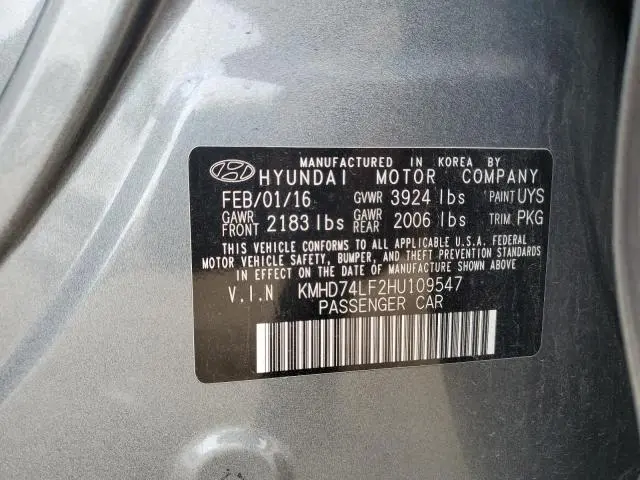 MANUFACTURED IN KOREA BY
HYUNDAI MOTOR COMPANY
FEB/01/16 GVWR 3924 lbs PAINT UYS
GAWR FRONT 2183 lbs GAWR REAR 2006 lbs TRIM PKG
THIS VEHICLE CONFORMS TO ALL APPLICABLE U.S.A. FEDERAL
MOTOR VEHICLE SAFETY, BUMPER, AND THEFT PREVENTION STANDARDS
IN EFFECT ON THE DATE OF MANUFACTURE SHOWN ABOVE.
V.I.N KMHD74LF2HU109547
PASSENGER CAR